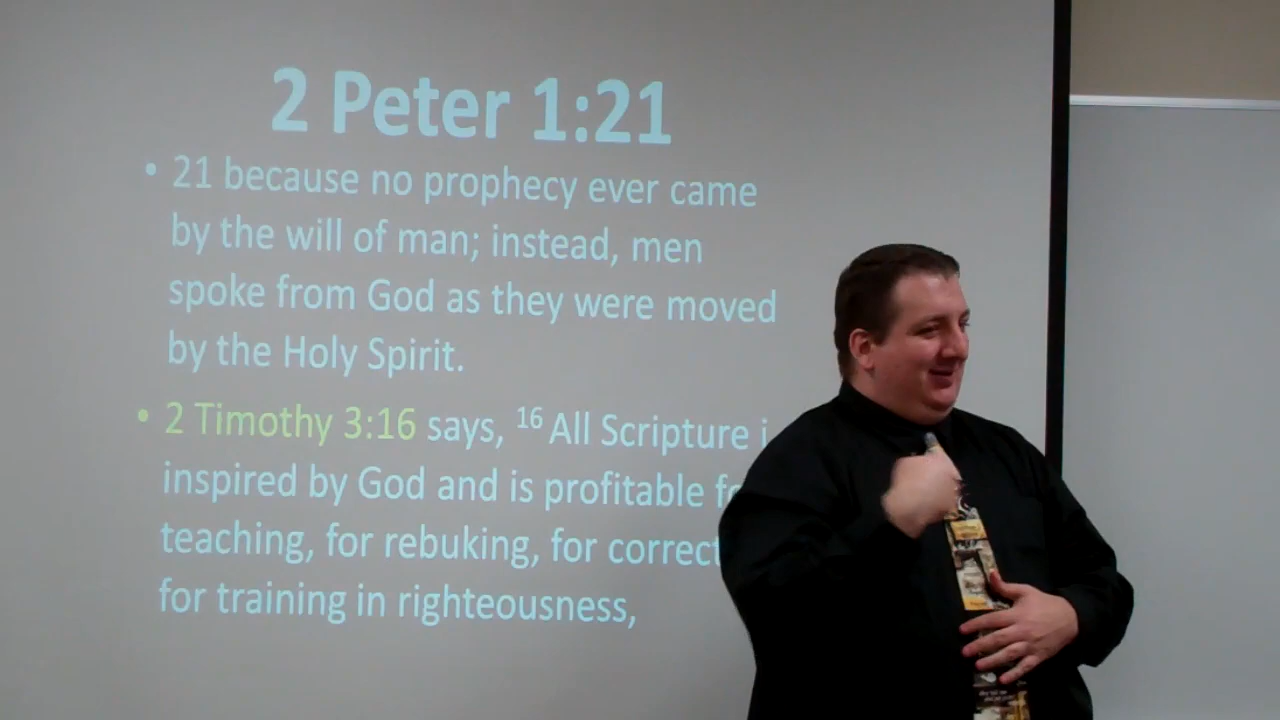 2 Peter 1:21
• 21 because no prophecy ever came
by the will of man; instead, men
spoke from God as they were moved
by the Holy Spirit.
• 2 Timothy 3:16 says, 16 All Scripture i
inspired by God and is profitable fo
teaching, for rebuking, for correct
for training in righteousness,